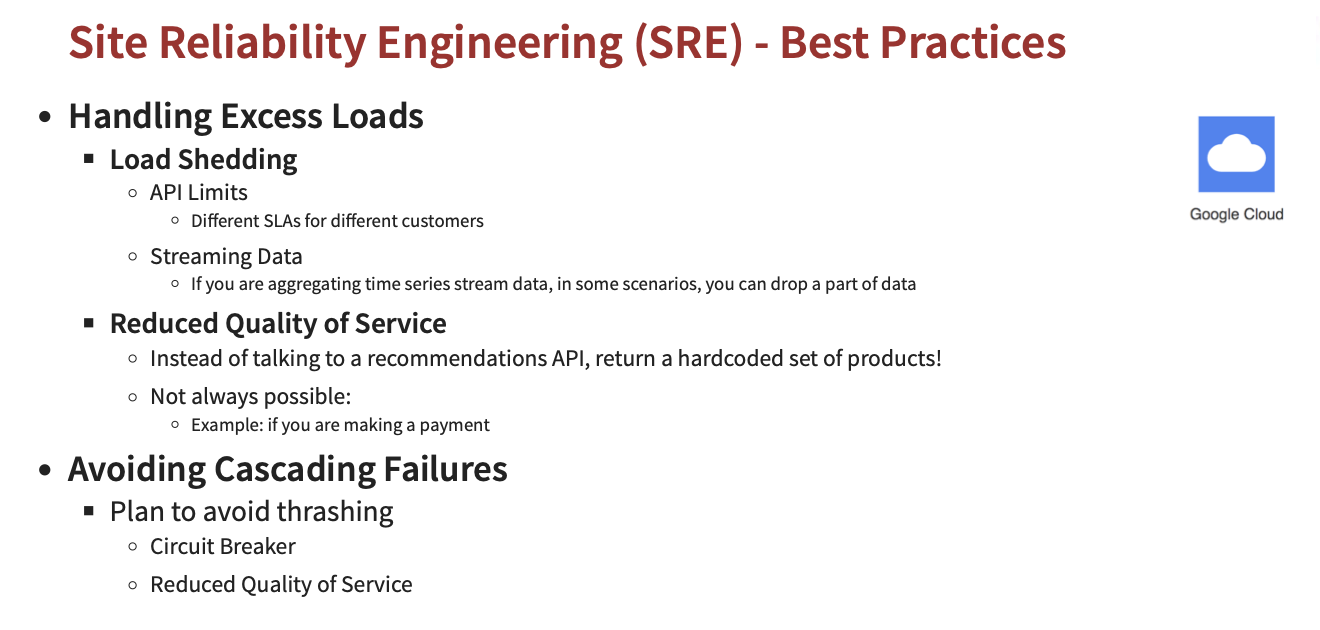 Site Reliability Engineering (SRE) - Best Practices
Handling Excess Loads
Load Shedding
API Limits
Different SLAs for different customers
Streaming Data
If you are aggregating time series stream data, in some scenarios, you can drop a part of data
Reduced Quality of Service
Instead of talking to a recommendations API, return a hardcoded set of products!
Not always possible:
Example: if you are making a payment
Avoiding Cascading Failures
Plan to avoid thrashing
Circuit Breaker
Reduced Quality of Service
Google Cloud